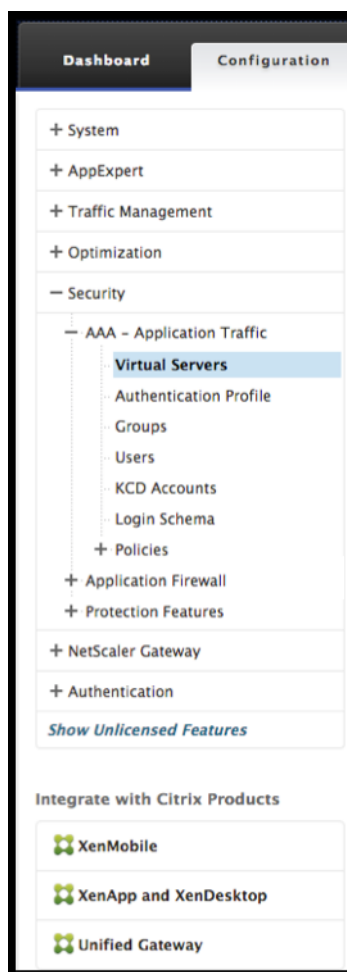 Dashboard Configuration
+ System
+ AppExpert
+ Traffic Management
+ Optimization
— Security
— AAA – Application Traffic
Virtual Servers
Authentication Profile
Groups
Users
KCD Accounts
Login Schema
+ Policies
+ Application Firewall
+ Protection Features
+ NetScaler Gateway
+ Authentication
Show Unlicensed Features
Integrate with Citrix Products
XenMobile
XenApp and XenDesktop
Unified Gateway